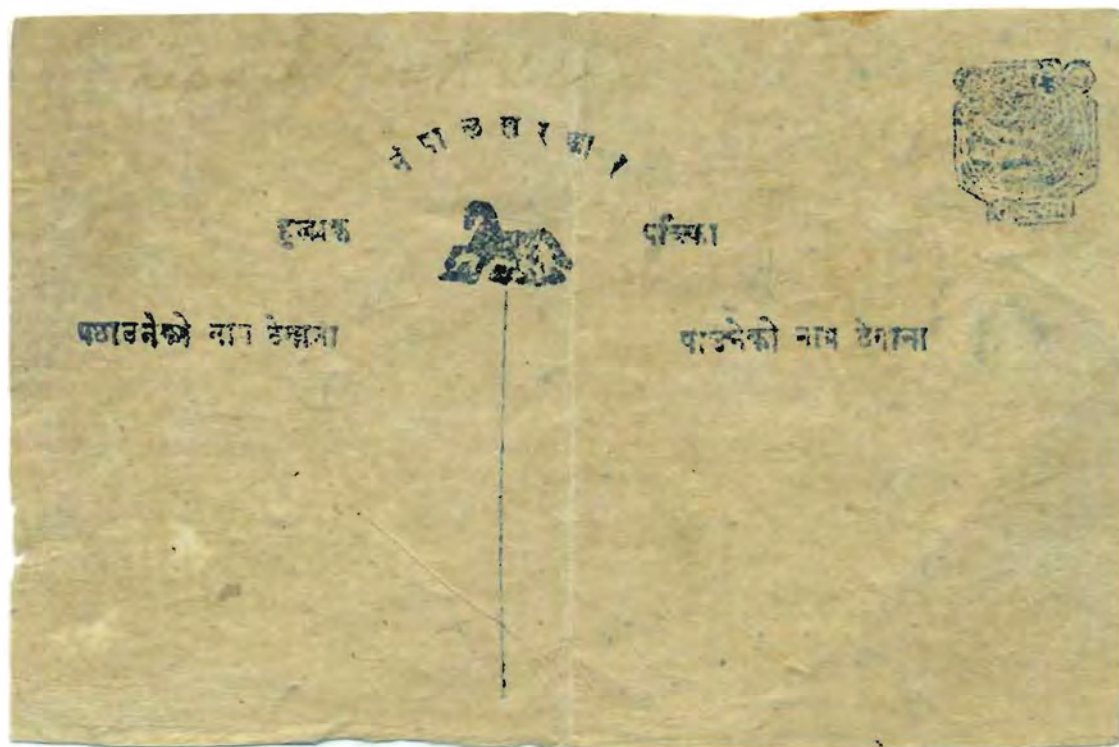 नेपाल सरकार
हुलाक पत्रिका
पठाउनेको नाम ठेगाना
पाउनेको नाम ठेगाना